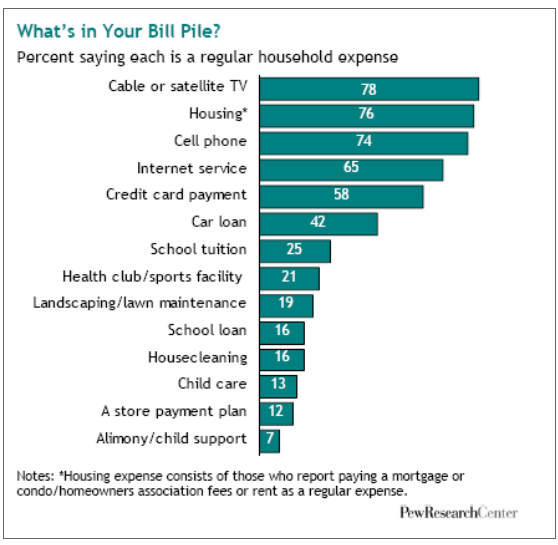 What's in Your Bill Pile?
Percent saying each is a regular household expense
Cable or satellite TV 78
Housing* 76
Cell phone 74
Internet service 65
Credit card payment 58
Car loan 42
School tuition 25
Health club/sports facility 21
Landscaping/lawn maintenance 19
School loan 16
Housecleaning 16
Child care 13
A store payment plan 12
Alimony/child support 7
Notes: *Housing expense consists of those who report paying a mortgage or
condo/homeowners association fees or rent as a regular expense.
PewResearchCenter